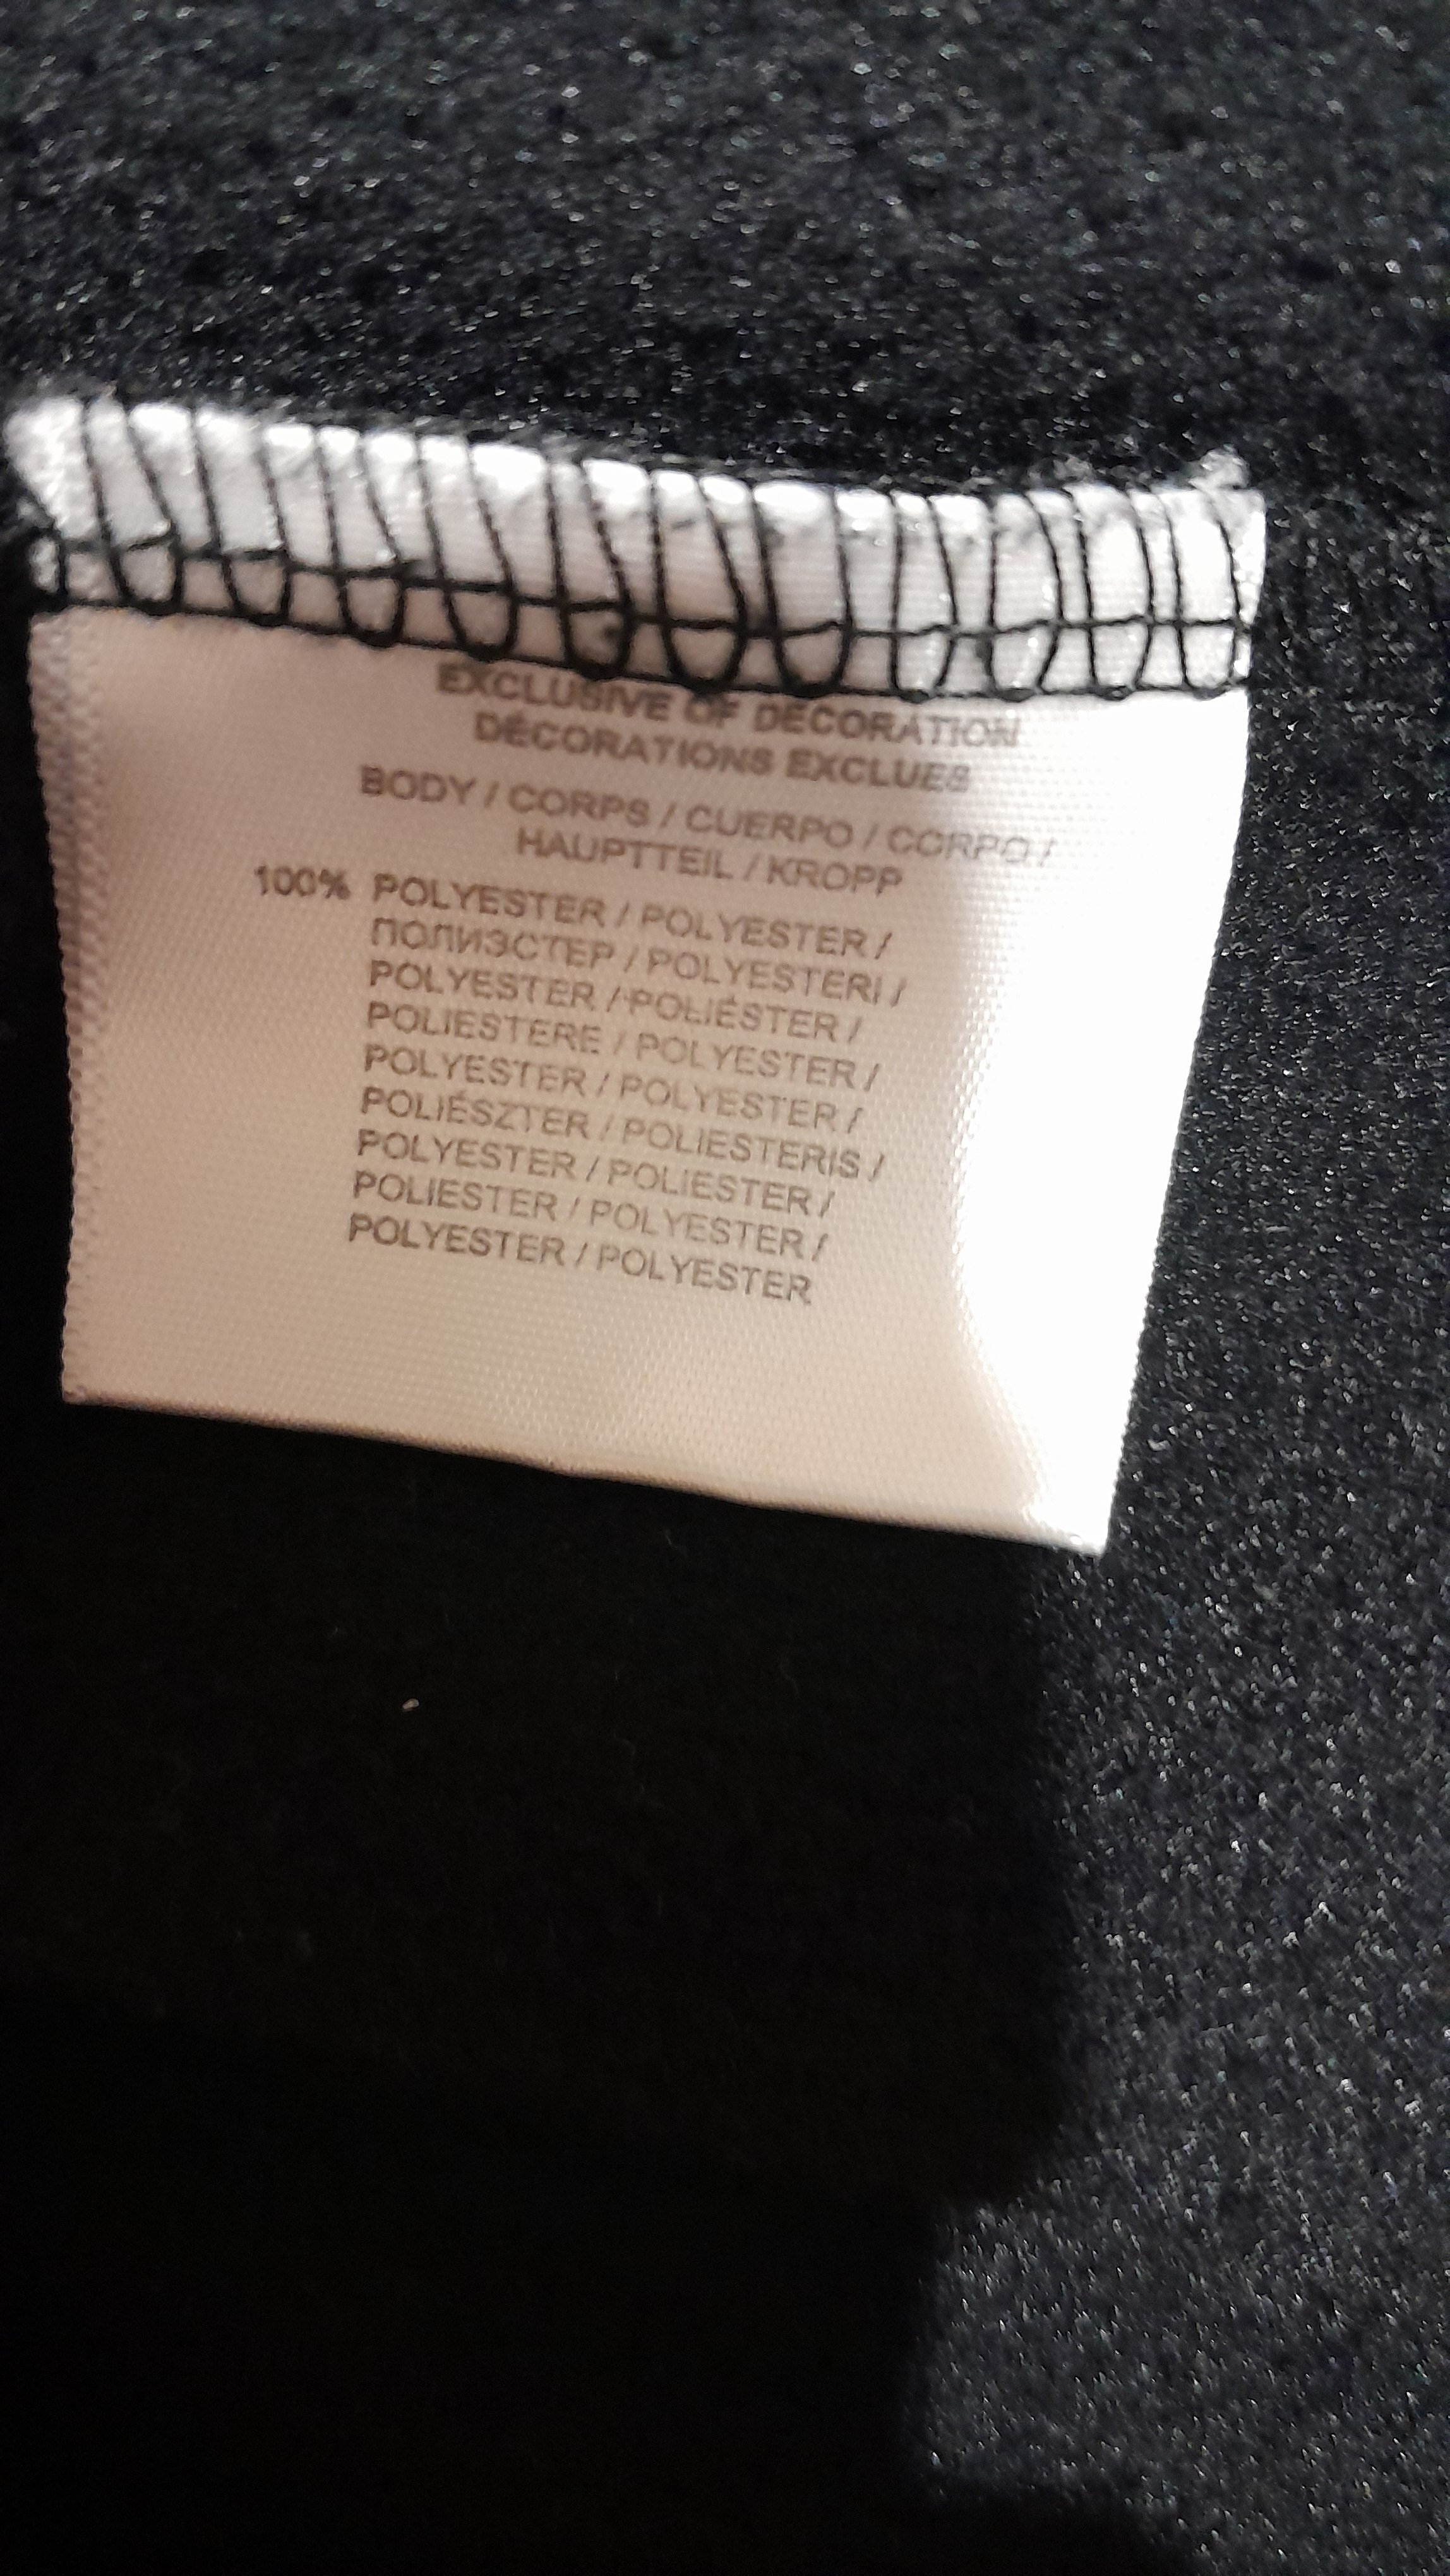 EXCLUSIVE OF DECORATION
DÉCORATIONS EXCLUES
BODY / CORPS / CUERPO / CORPO /
HAUPTTEIL / KROPP
100% POLYESTER / POLYESTER /
ПОЛИЭСТЕР / POLYESTERI /
POLYESTER / POLIÉSTER /
POLIESTERE / POLYESTER /
POLYESTER / POLYESTER /
POLIÉSZTER / POLIESTERIS /
POLYESTER / POLIESTER /
POLIESTER / POLYESTER /
POLYESTER / POLYESTER